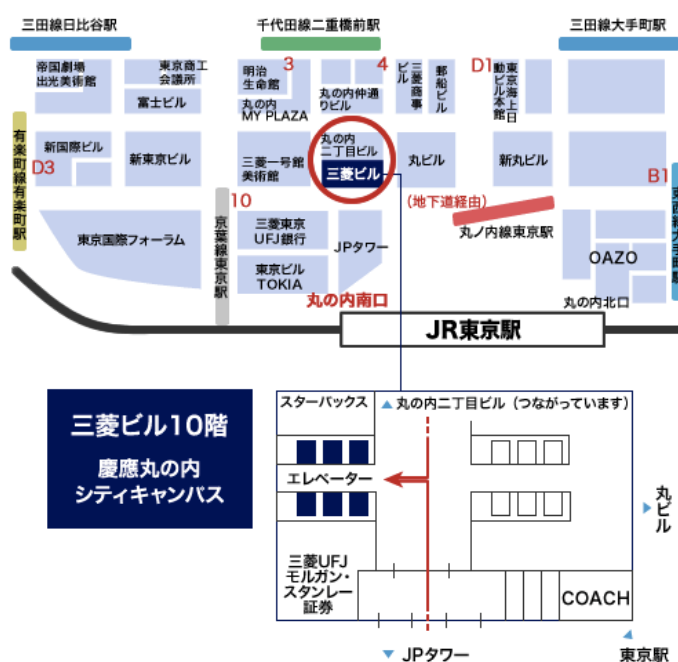 三田線日比谷駅
千代田線二重橋前駅
三田線大手町駅
帝国劇場
出光美術館
東京商工
会議所
富士ビル
明治
生命館
3
丸の内
MY PLAZA
4
丸の内仲通
りビル
三菱商事
ビル
郵船ビル
D1
東京海上日
動ビル本館
有楽町線有楽町駅
新国際ビル
D3
新東京ビル
三菱一号館
美術館
丸の内
二丁目ビル
三菱ビル
丸ビル
新丸ビル
B1
東西線大手町駅
(地下道経由)
丸ノ内線東京駅
東京国際フォーラム
10
京葉線東京駅
三菱東京
UFJ銀行
東京ビル
TOKIA
JPタワー
丸の内南口
OAZO
丸の内北口
JR東京駅
三菱ビル10階
慶應丸の内
シティキャンパス
スターバックス
丸の内二丁目ビル(つながっています)
エレベーター
丸ビル
三菱UFJ
モルガン・
スタンレー
証券
COACH
JPタワー
東京駅